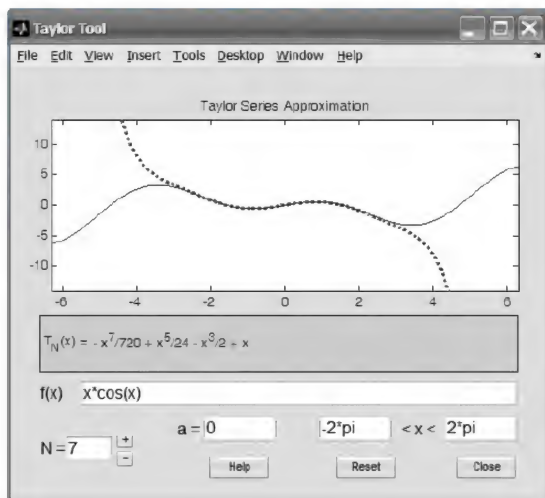 Taylor Tool
File Edit View Insert Tools Desktop Window Help
Taylor Series Approximation
10
5
0
-5
-10
-6 -4 -2 0 2 4 6
T_N(x) = - x^7/720 + x^5/24 - x^3/2 + x
f(x) x*cos(x)
N = 7 + - a = 0 -2*pi < x < 2*pi
Help Reset Close